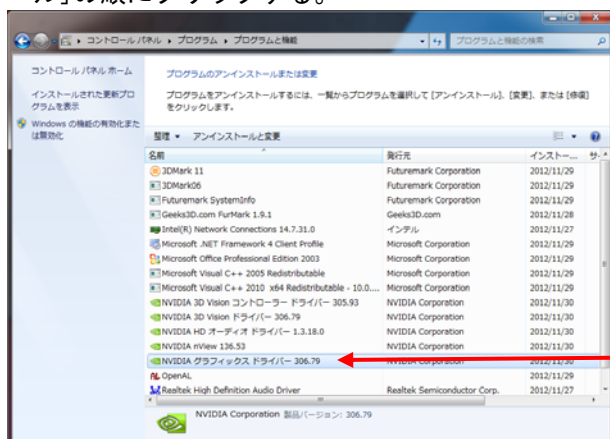 ル」の順にクリックする。
コントロール パネル ▸ プログラム ▸ プログラムと機能
プログラムと機能の検索
コントロール パネル ホーム
インストールされた更新プログラムを表示
Windows の機能の有効化または無効化
プログラムのアンインストールまたは変更
プログラムをアンインストールするには、一覧からプログラムを選択して [アンインストール]、[変更]、または [修復]
をクリックします。
整理 ▾ アンインストールと変更
名前 発行元 インストー... サ
3DMark 11 Futuremark Corporation 2012/11/29
3DMark06 Futuremark Corporation 2012/11/29
Futuremark SystemInfo Futuremark Corporation 2012/11/29
Geeks3D.com FurMark 1.9.1 Geeks3D.com 2012/11/28
Intel(R) Network Connections 14.7.31.0 インテル 2012/11/27
Microsoft .NET Framework 4 Client Profile Microsoft Corporation 2012/11/29
Microsoft Office Professional Edition 2003 Microsoft Corporation 2012/11/29
Microsoft Visual C++ 2005 Redistributable Microsoft Corporation 2012/11/29
Microsoft Visual C++ 2010 x64 Redistributable - 10.0.... Microsoft Corporation 2012/11/29
NVIDIA 3D Vision コントローラー ドライバー 305.93 NVIDIA Corporation 2012/11/30
NVIDIA 3D Vision ドライバー 306.79 NVIDIA Corporation 2012/11/30
NVIDIA HD オーディオ ドライバー 1.3.18.0 NVIDIA Corporation 2012/11/30
NVIDIA nView 136.53 NVIDIA Corporation 2012/11/30
NVIDIA グラフィックス ドライバー 306.79 NVIDIA Corporation 2012/11/30
OpenAL 2012/11/29
Realtek High Definition Audio Driver Realtek Semiconductor Corp. 2012/11/27
NVIDIA Corporation 製品バージョン: 306.79